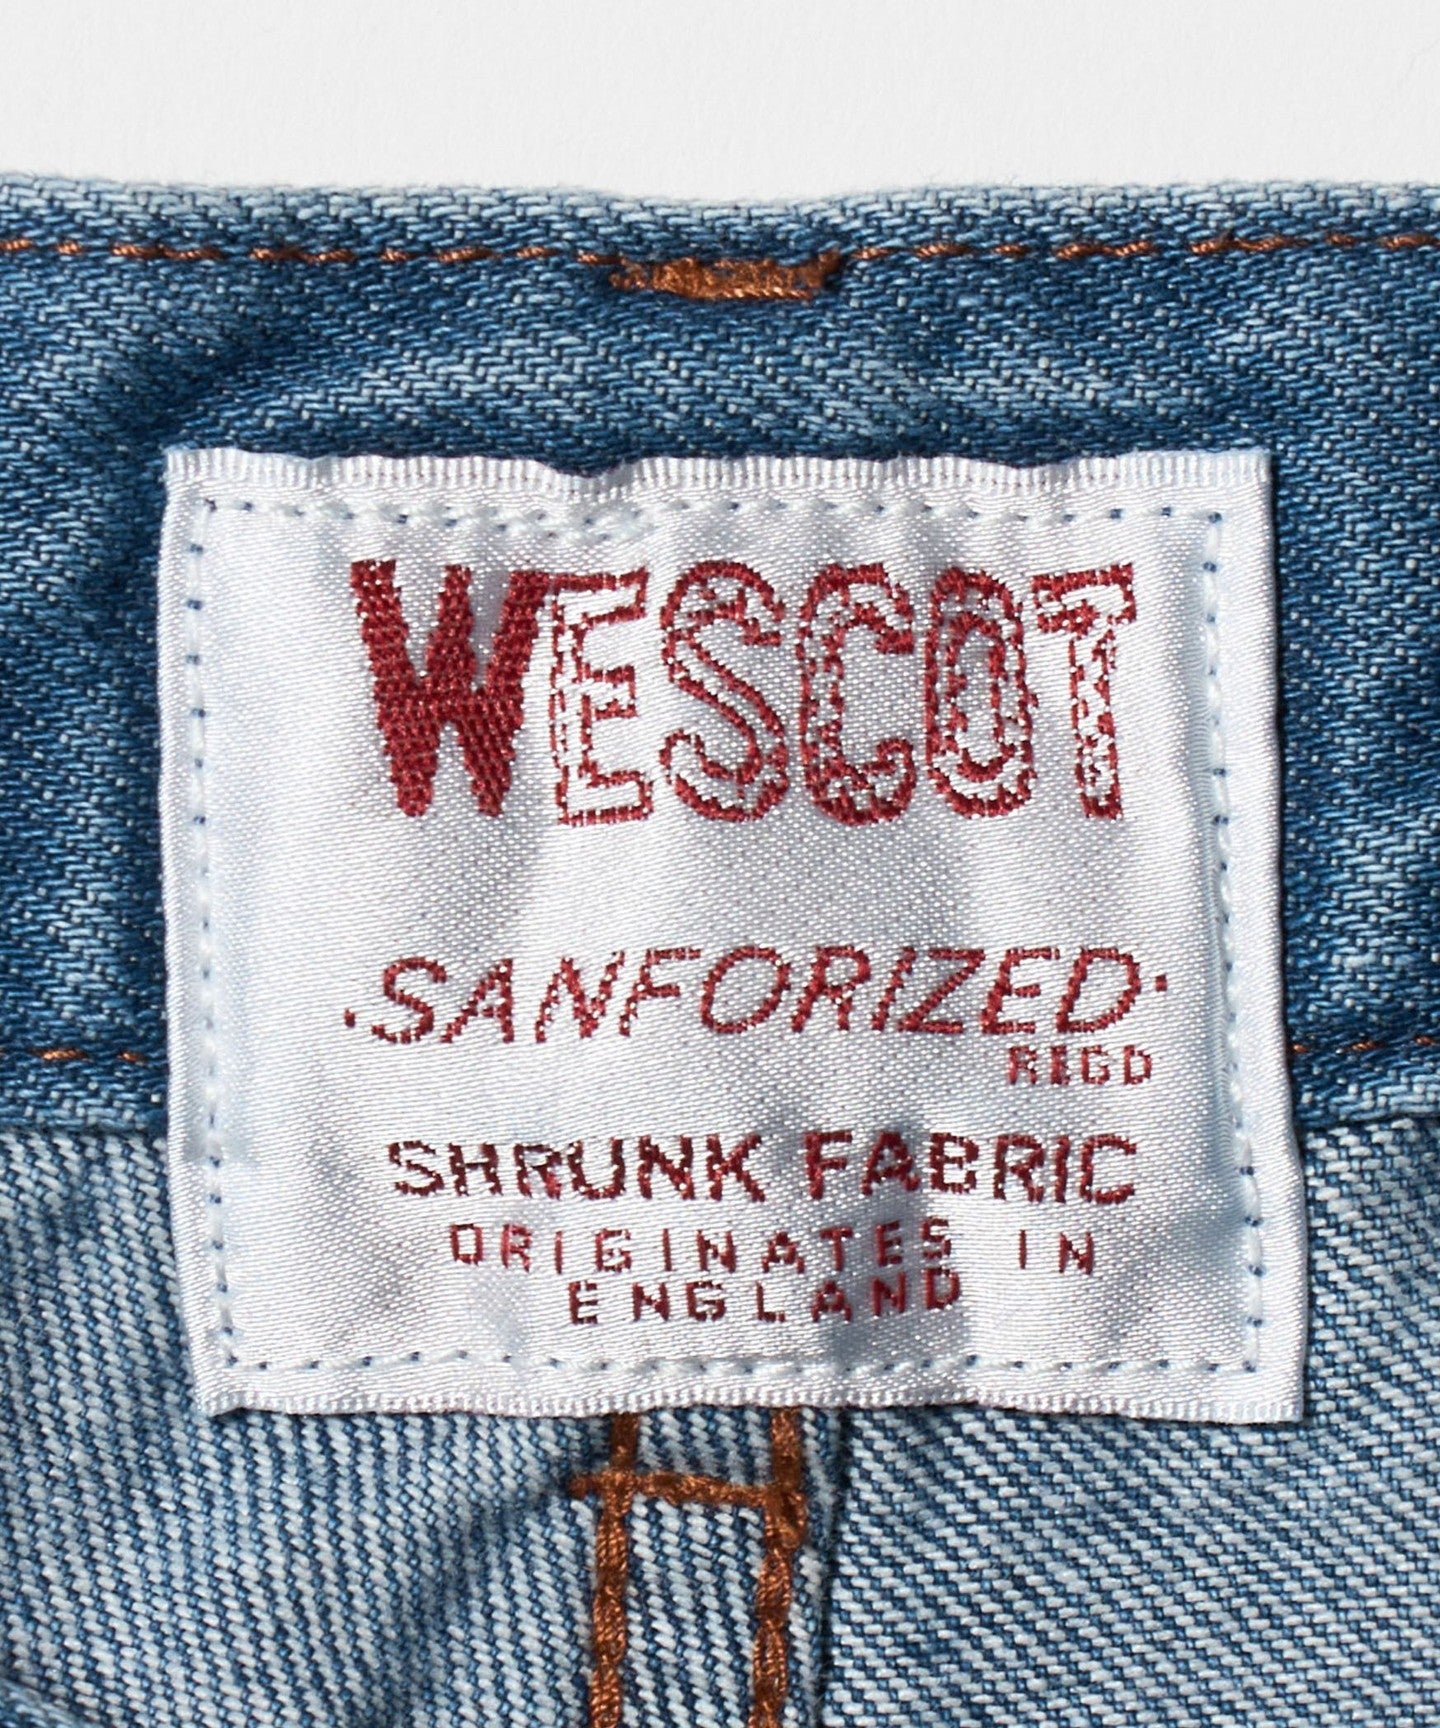 WESCOT
·SANFORIZED·
REGD
SHRUNK FABRIC
ORIGINATES IN
ENGLAND